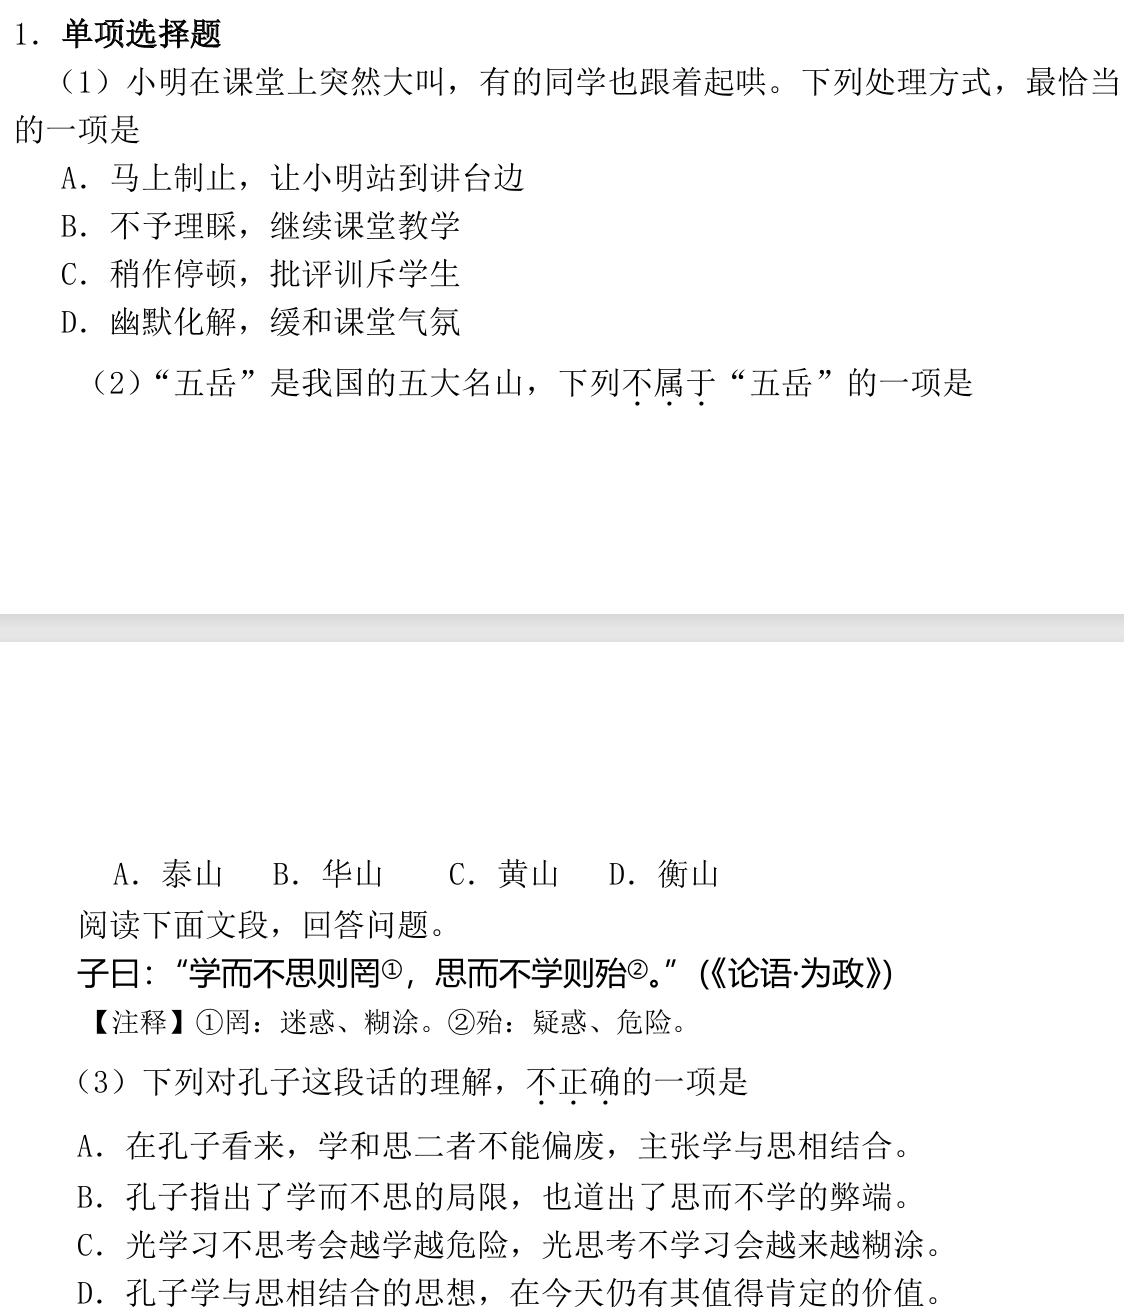 1．单项选择题
（1）小明在课堂上突然大叫，有的同学也跟着起哄。下列处理方式，最恰当
的一项是
A．马上制止，让小明站到讲台边
B．不予理睬，继续课堂教学
C．稍作停顿，批评训斥学生
D．幽默化解，缓和课堂气氛
（2）“五岳”是我国的五大名山，下列不属于“五岳”的一项是
A．泰山 B．华山 C．黄山 D．衡山
阅读下面文段，回答问题。
子曰：“学而不思则罔①，思而不学则殆②。”(《论语·为政》)
【注释】①罔：迷惑、糊涂。②殆：疑惑、危险。
（3）下列对孔子这段话的理解，不正确的一项是
A．在孔子看来，学和思二者不能偏废，主张学与思相结合。
B．孔子指出了学而不思的局限，也道出了思而不学的弊端。
C．光学习不思考会越学越危险，光思考不学习会越来越糊涂。
D．孔子学与思相结合的思想，在今天仍有其值得肯定的价值。